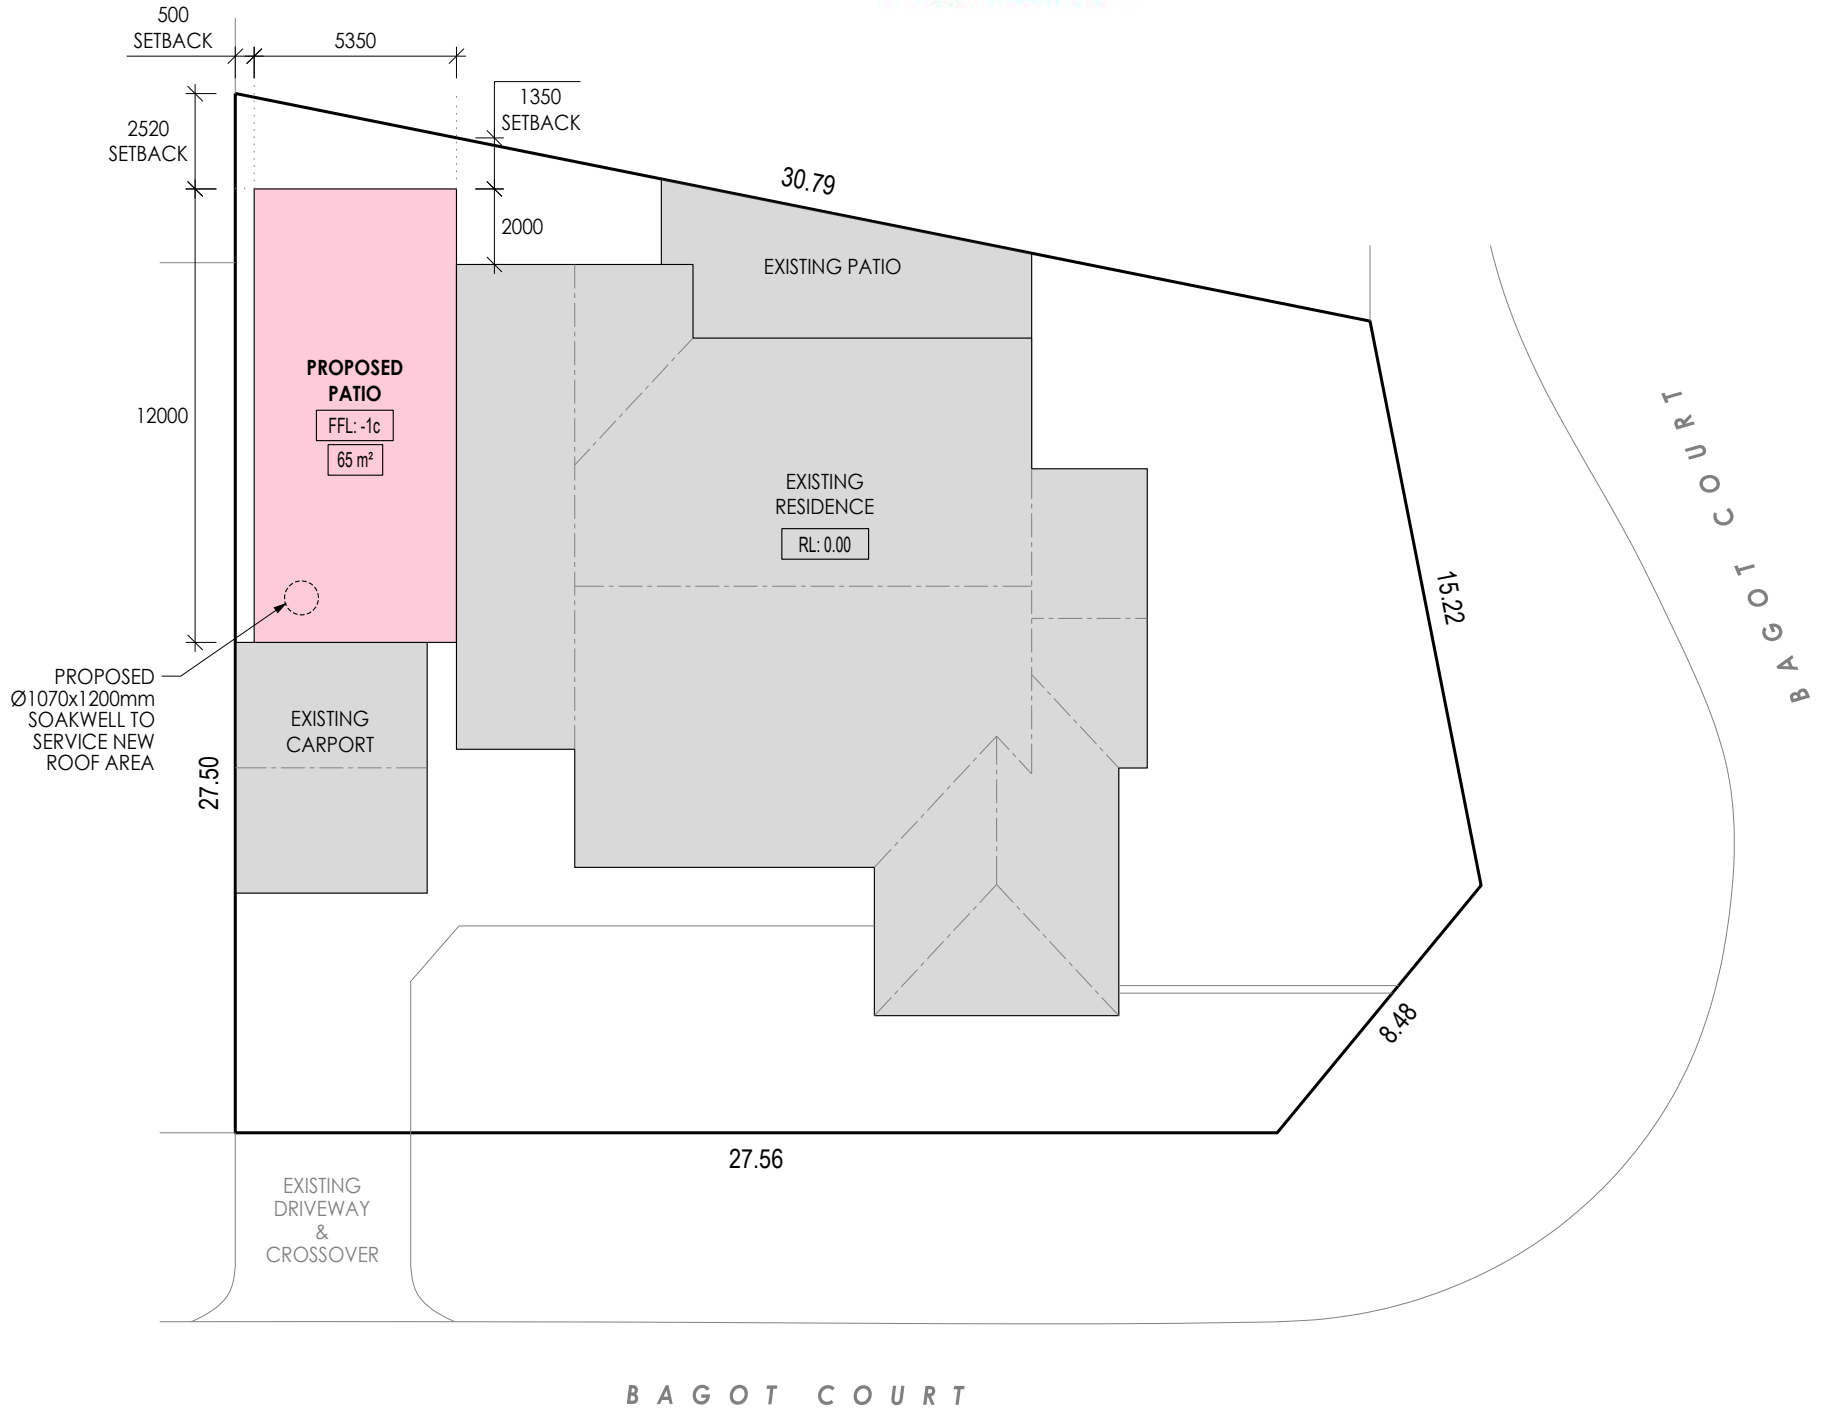 500
SETBACK
5350
1350
SETBACK
2520
SETBACK
30.79
2000
EXISTING PATIO
PROPOSED
PATIO
FFL: -1c
65 m²
12000
EXISTING
RESIDENCE
RL: 0.00
BAGOT COURT
15.22
PROPOSED
Ø1070x1200mm
SOAKWELL TO
SERVICE NEW
ROOF AREA
EXISTING
CARPORT
27.50
8.48
27.56
EXISTING
DRIVEWAY
&
CROSSOVER
BAGOT COURT